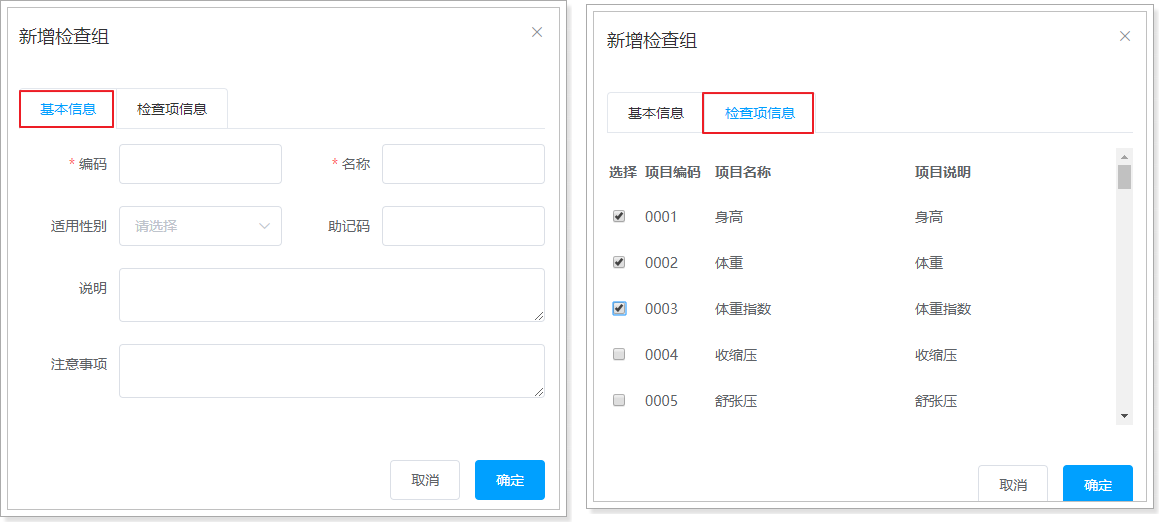 新增检查组
基本信息 检查项信息
* 编码 * 名称
适用性别 请选择 助记码
说明
注意事项
取消 确定
新增检查组
基本信息 检查项信息
选择 项目编码 项目名称 项目说明
0001 身高 身高
0002 体重 体重
0003 体重指数 体重指数
0004 收缩压 收缩压
0005 舒张压 舒张压
取消 确定